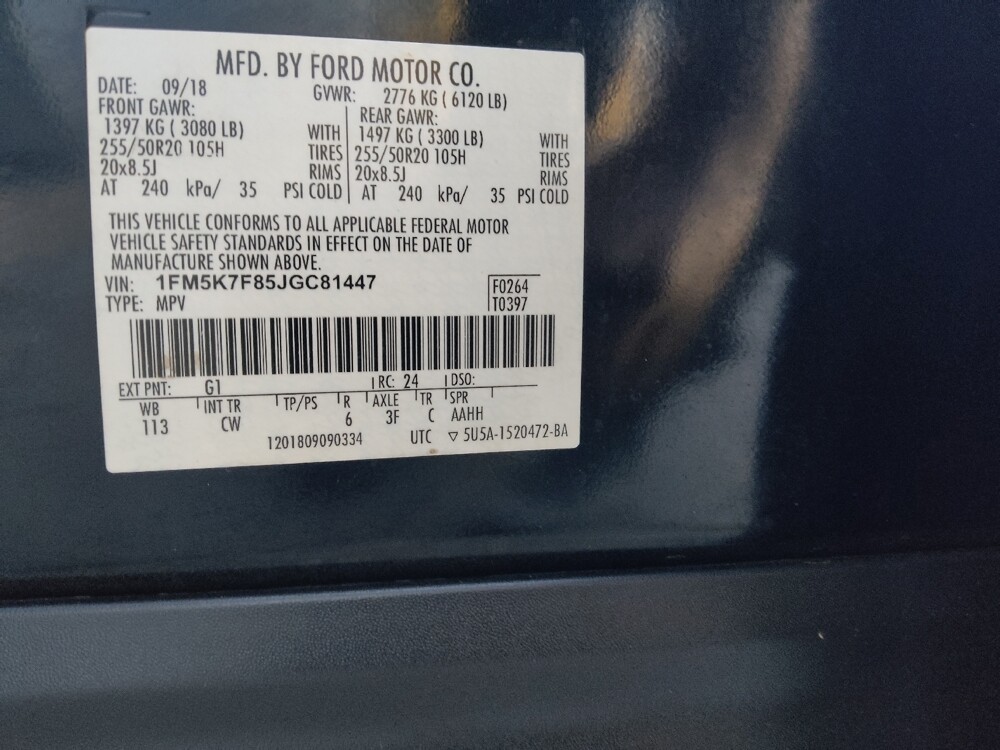 MFD. BY FORD MOTOR CO.
DATE: 09/18 GVWR: 2776 KG ( 6120 LB)
FRONT GAWR: REAR GAWR:
1397 KG ( 3080 LB) WITH 1497 KG ( 3300 LB) WITH
255/50R20 105H TIRES 255/50R20 105H TIRES
20x8.5J RIMS 20x8.5J RIMS
AT 240 kPa/ 35 PSI COLD AT 240 kPa/ 35 PSI COLD
THIS VEHICLE CONFORMS TO ALL APPLICABLE FEDERAL MOTOR
VEHICLE SAFETY STANDARDS IN EFFECT ON THE DATE OF
MANUFACTURE SHOWN ABOVE.
VIN: 1FM5K7F85JGC81447 F0264
TYPE: MPV T0397
EXT PNT: G1 RC: 24 DSO:
WB INT TR TP/PS R AXLE TR SPR
113 CW 6 3F C AAHH
1201809090334 UTC ▽ 5U5A-1520472-BA